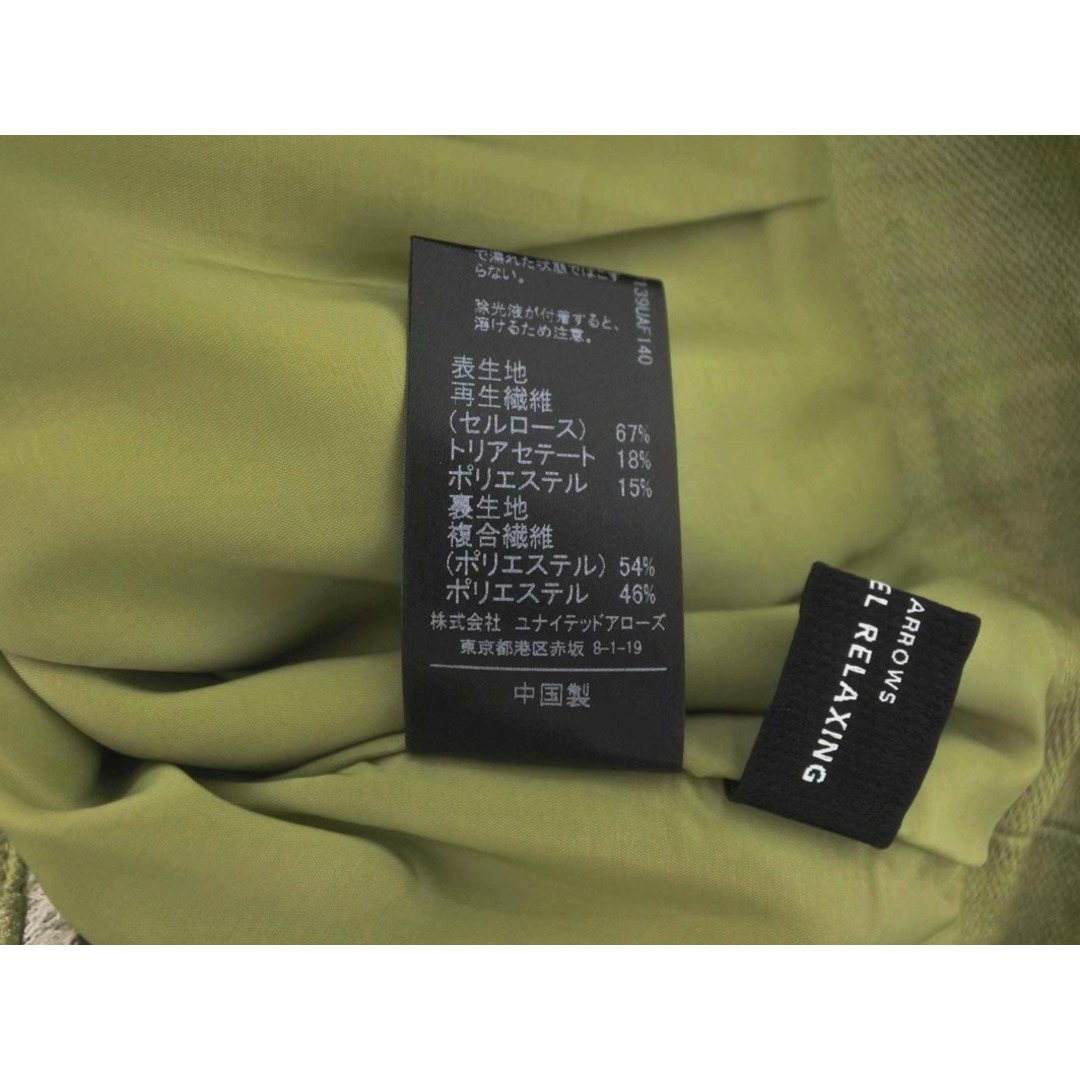 で濡れた状態ではこす
らない。
除光液が付着すると、
溶けるため注意。
139UAF140
表生地
再生繊維
(セルロース) 67%
トリアセテート 18%
ポリエステル 15%
裏生地
複合繊維
(ポリエステル) 54%
ポリエステル 46%
株式会社 ユナイテッドアローズ
東京都港区赤坂 8-1-19
中国製
ARROWS
EL RELAXING